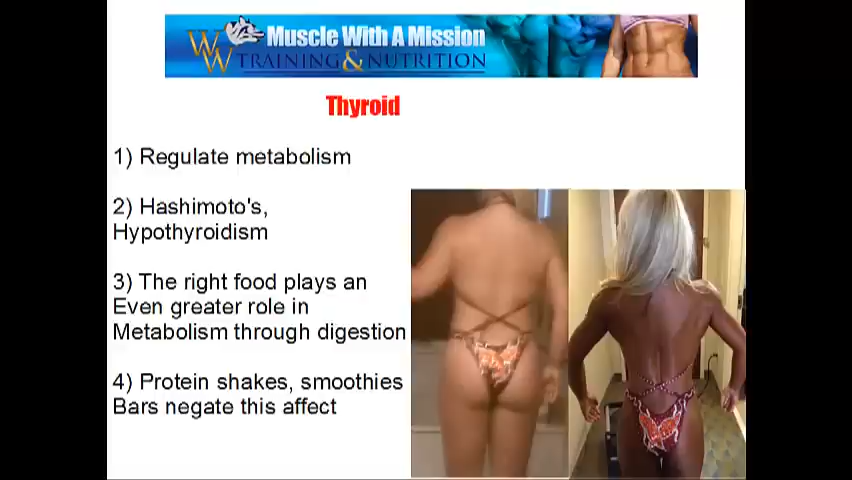 Muscle With A Mission
WW TRAINING & NUTRITION
Thyroid
1) Regulate metabolism
2) Hashimoto's,
Hypothyroidism
3) The right food plays an
Even greater role in
Metabolism through digestion
4) Protein shakes, smoothies
Bars negate this affect